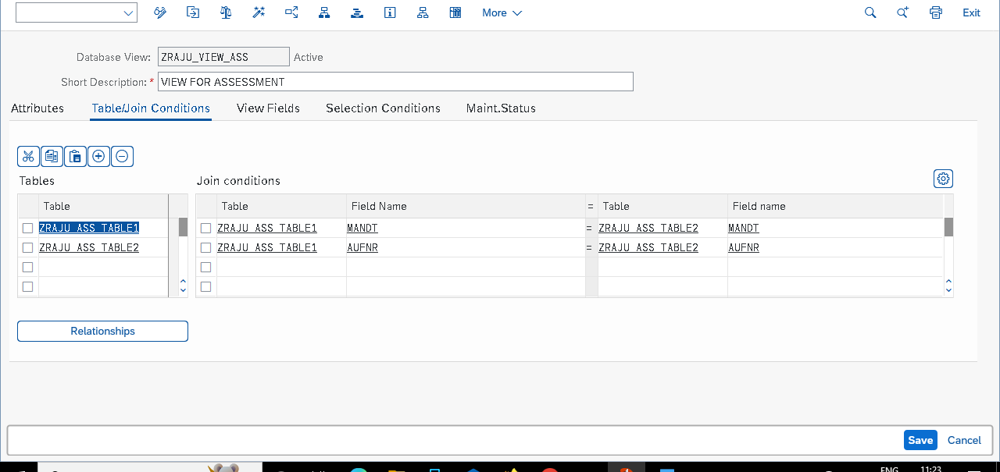 More Exit
Database View: ZRAJU_VIEW_ASS Active
Short Description: * VIEW FOR ASSESSMENT
Attributes Table/Join Conditions View Fields Selection Conditions Maint.Status
Tables Join conditions
Table Table Field Name = Table Field name
ZRAJU_ASS_TABLE1 ZRAJU_ASS_TABLE1 MANDT = ZRAJU_ASS_TABLE2 MANDT
ZRAJU_ASS_TABLE2 ZRAJU_ASS_TABLE1 AUFNR = ZRAJU_ASS_TABLE2 AUFNR
Relationships
Save Cancel
ENG 11:23